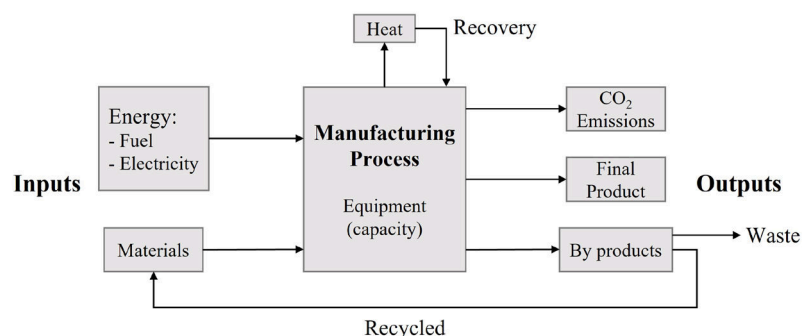 Heat
Recovery
Energy:
- Fuel
- Electricity
Manufacturing
Process
Equipment
(capacity)
CO₂
Emissions
Final
Product
Inputs
Outputs
Materials
By products
Waste
Recycled